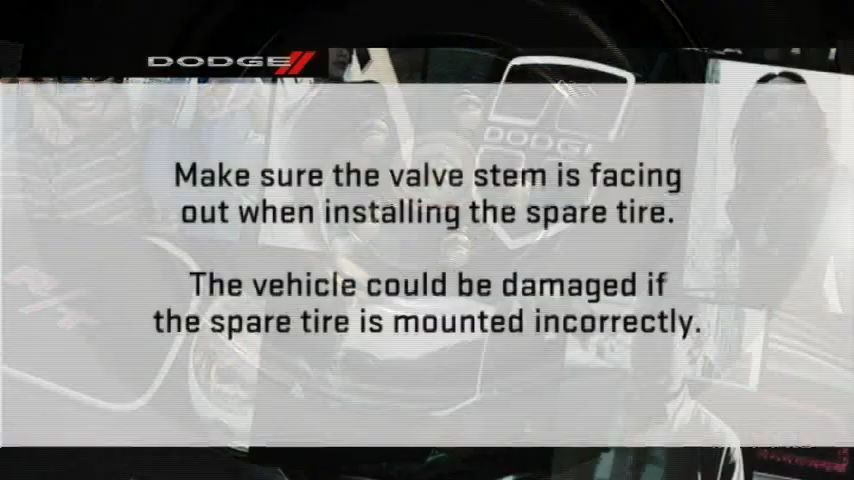 DODGE
DODGE
Make sure the valve stem is facing
out when installing the spare tire.
The vehicle could be damaged if
the spare tire is mounted incorrectly.
R/T